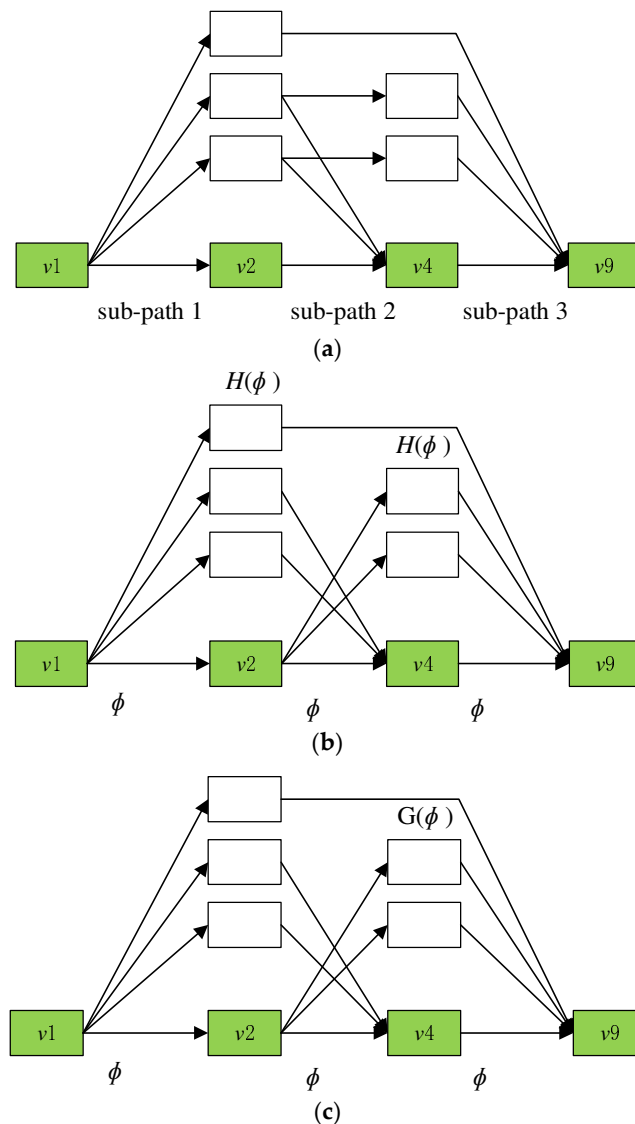 v1 v2 v4 v9
sub-path 1 sub-path 2 sub-path 3
(a)
H(ϕ )
H(ϕ )
v1 v2 v4 v9
ϕ ϕ ϕ
(b)
G(ϕ )
v1 v2 v4 v9
ϕ ϕ ϕ
(c)